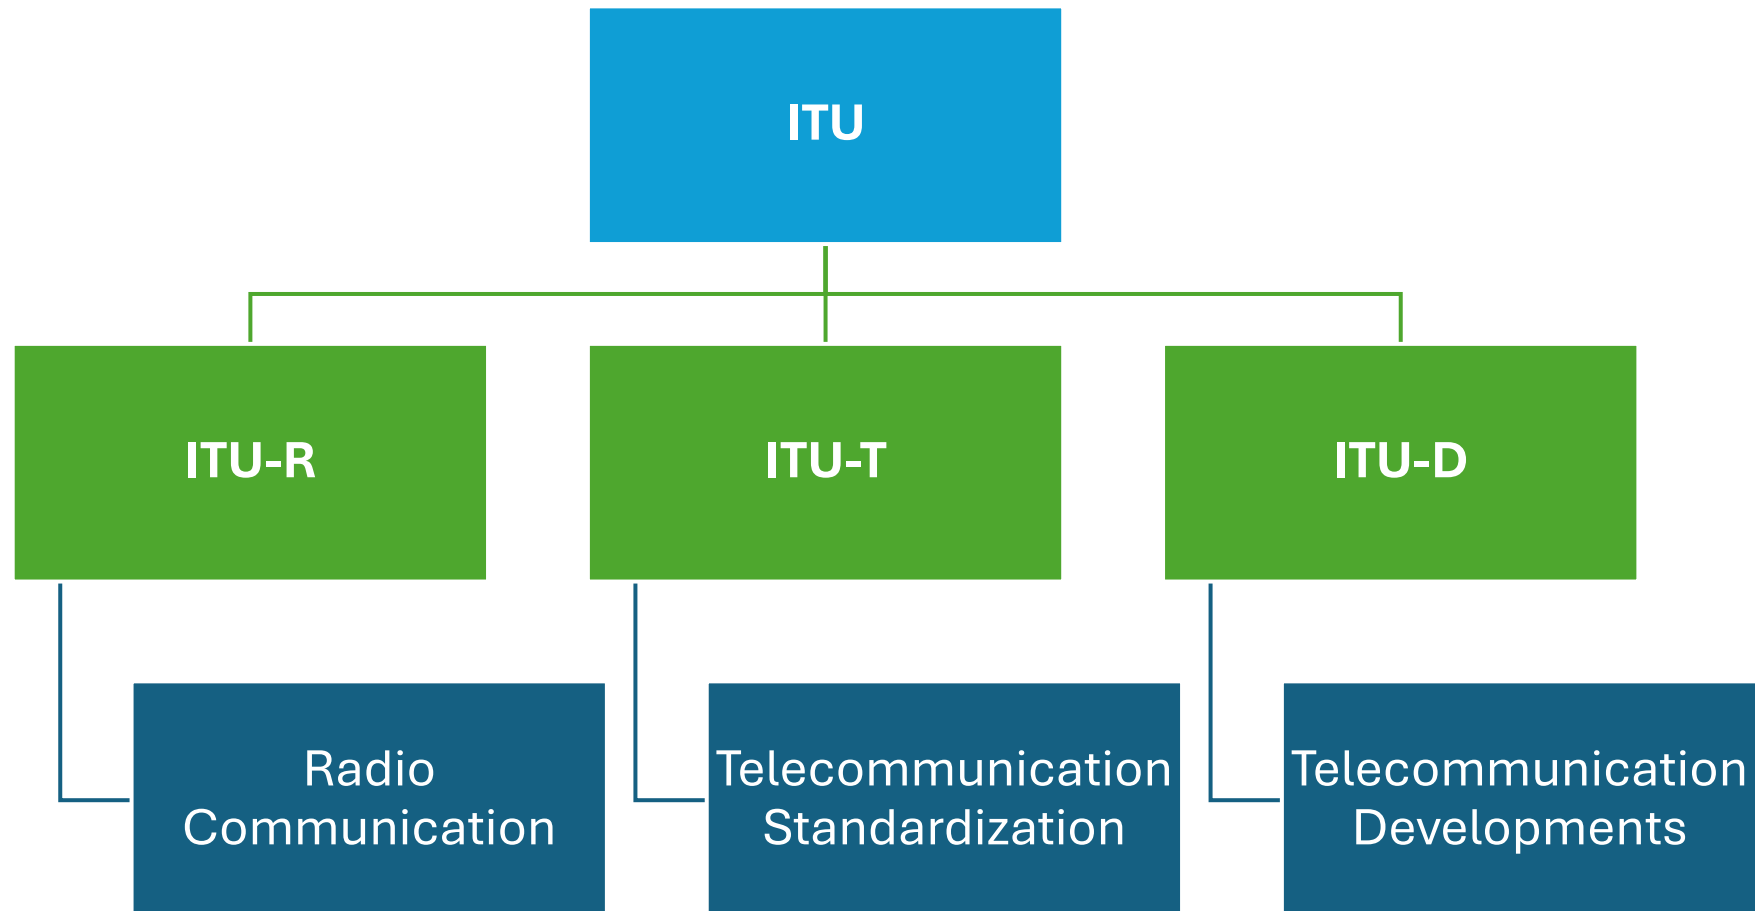 ITU
ITU-R
ITU-T
ITU-D
Radio
Communication
Telecommunication
Standardization
Telecommunication
Developments